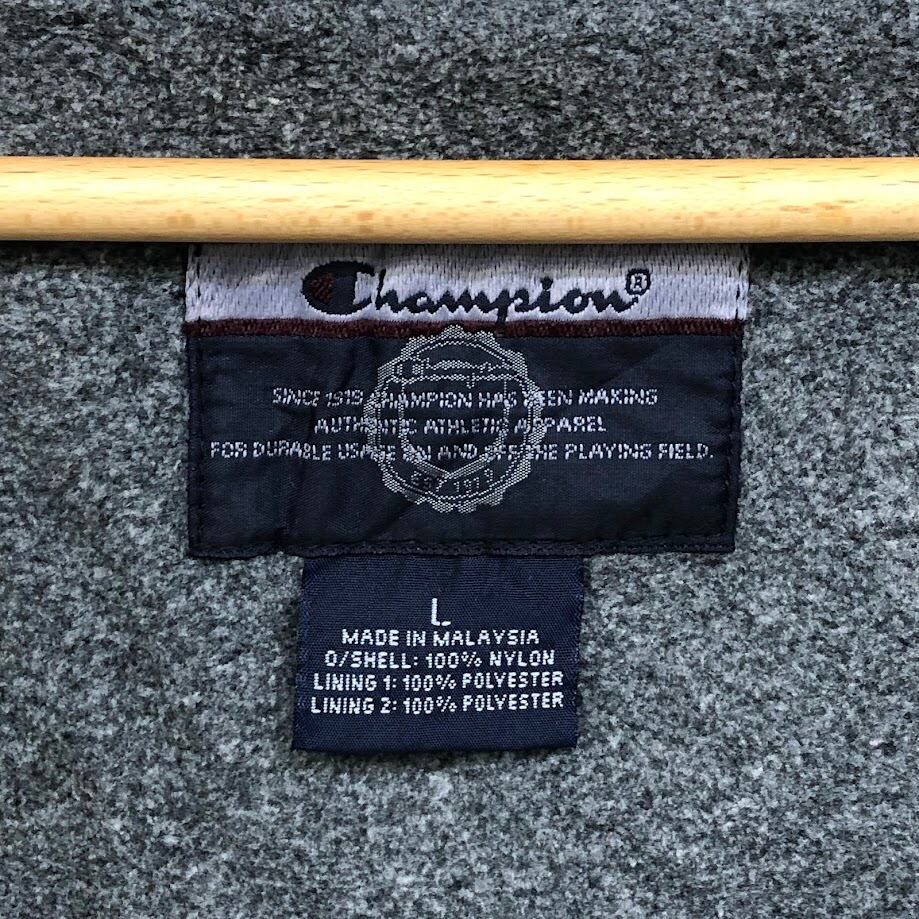 Champion®
SINCE 1919 CHAMPION HAS BEEN MAKING
AUTHENTIC ATHLETIC APPAREL
FOR DURABLE USAGE ON AND OFF THE PLAYING FIELD.
L
MADE IN MALAYSIA
O/SHELL: 100% NYLON
LINING 1: 100% POLYESTER
LINING 2: 100% POLYESTER